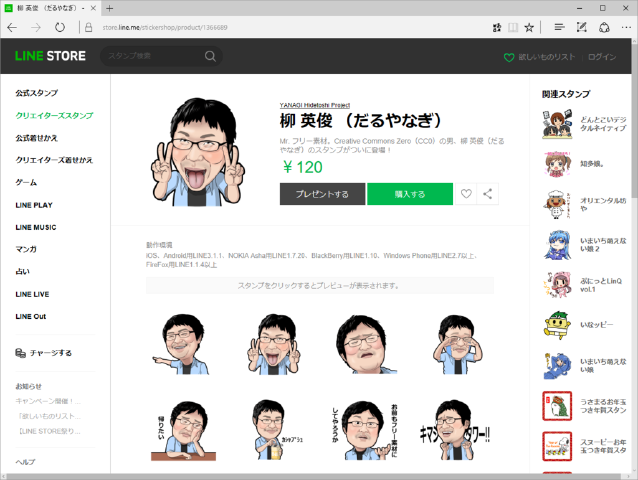 柳 英俊 （だるやなぎ） -
store.line.me/stickershop/product/1364689
LINE STORE
スタンプ検索
欲しいものリスト
ログイン
公式スタンプ
クリエイターズスタンプ
公式着せかえ
クリエイターズ着せかえ
ゲーム
LINE PLAY
LINE MUSIC
マンガ
占い
LINE LIVE
LINE Out
チャージする
お知らせ
キャンペーン開催！...
「欲しいものリスト...
【LINE STORE祭り...
ヘルプ
YANAGI Hidetoshi Project
柳 英俊 （だるやなぎ）
Mr. フリー素材、Creative Commons Zero（CC0）の男、柳 英俊（だる
やなぎ）のスタンプがついに登場！
￥120
プレゼントする
購入する
動作環境
iOS、Android用LINE3.1.1、NOKIA Asha用LINE1.7.20、BlackBerry用LINE1.10、Windows Phone用LINE2.7以上、
FireFox用LINE1.1.4以上
スタンプをクリックするとプレビューが表示されます。
帰りたい
お前もフリー素材に
してやろうか
キマシ
タワー!!
関連スタンプ
どんとこいデジ
タルネイティブ
知多娘。
オリエンタル坊
や
いまいち萌えな
い娘２
ぷにっとLinQ
vol.1
いなッピー
いまいち萌えな
い娘
うさまるお年玉
つき年賀スタン
スヌーピーお年
玉つき年賀スタ